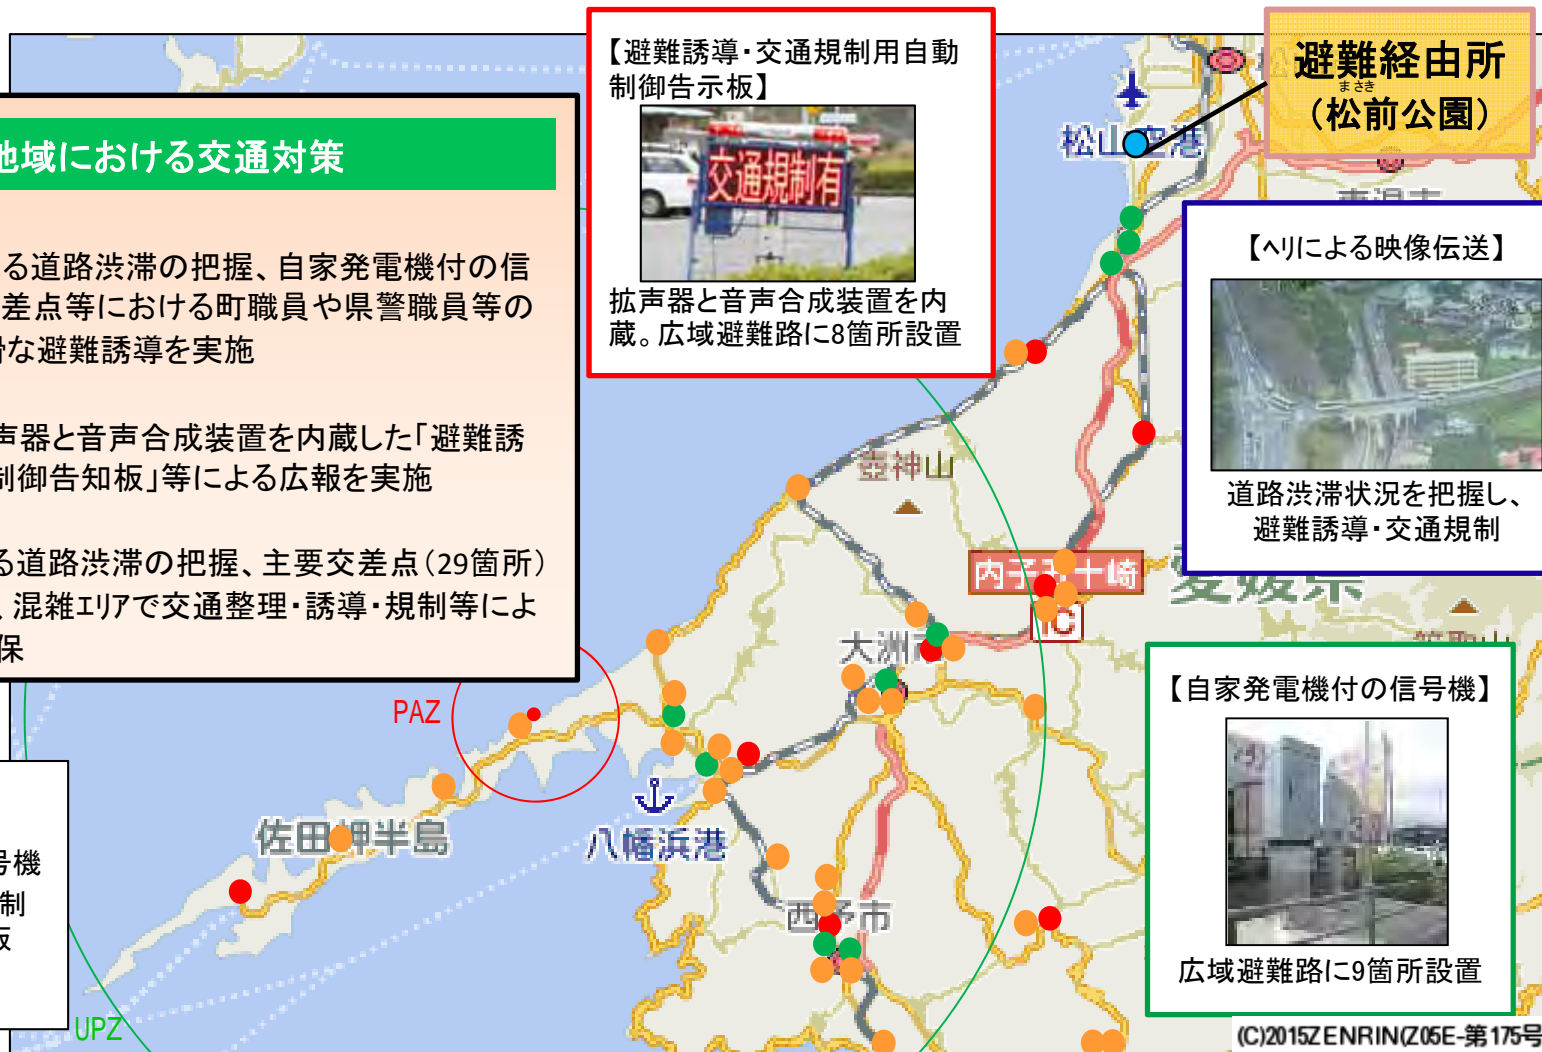 地域における交通対策
る道路渋滞の把握、自家発電機付の信
差点等における町職員や県警職員等の
滑な避難誘導を実施
声器と音声合成装置を内蔵した「避難誘
制御告知板」等による広報を実施
る道路渋滞の把握、主要交差点（29箇所）
、混雑エリアで交通整理・誘導・規制等によ
保
【避難誘導・交通規制用自動
制御告示板】
交通規制有
拡声器と音声合成装置を内
蔵。広域避難路に8箇所設置
避難経由所
まさき
（松前公園）
松山空港
【ヘリによる映像伝送】
道路渋滞状況を把握し、
避難誘導・交通規制
壺神山
内子五十崎
IC
愛媛県
大洲市
PAZ
【自家発電機付の信号機】
広域避難路に9箇所設置
佐田岬半島
八幡浜港
西予市
号機
制
板
UPZ
(C)2015ZENRIN(Z05E-第175号